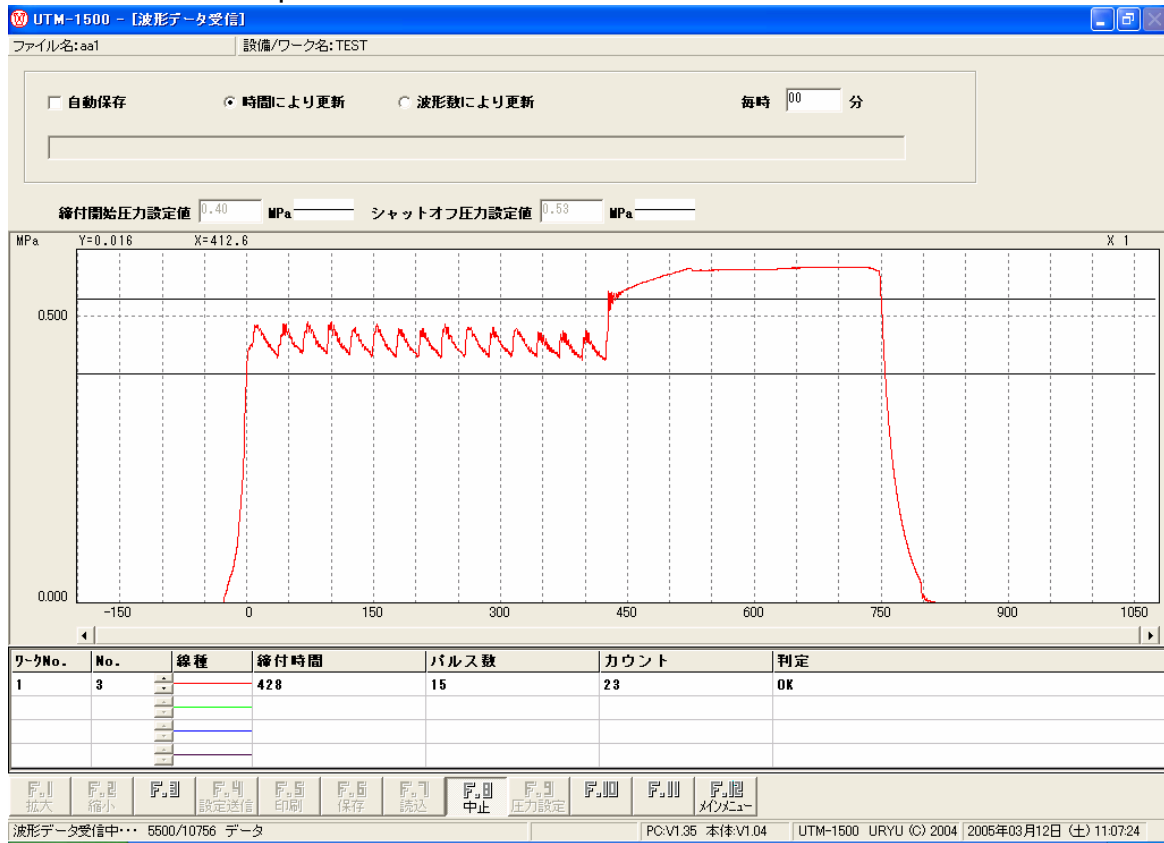 UTM-1500 - [波形データ受信]
ファイル名:aa1 設備/ワーク名:TEST
自動保存 時間により更新 波形数により更新 毎時 00 分
締付開始圧力設定値 0.40 MPa シャットオフ圧力設定値 0.53 MPa
MPa Y=0.016 X=412.6 X 1
0.500
0.000
-150 0 150 300 450 600 750 900 1050
ワークNo. No. 線種 締付時間 パルス数 カウント 判定
1 3 428 15 23 OK
F.1 F.2 F.3 F.4 F.5 F.6 F.7 F.8 F.9 F.10 F.11 F.12
拡大 縮小 設定送信 印刷 保存 読込 中止 圧力設定 メインメニュー
波形データ受信中・・・ 5500/10756 データ PC:V1.35 本体:V1.04 UTM-1500 URYU (C) 2004 2005年03月12日 (土) 11:07:24